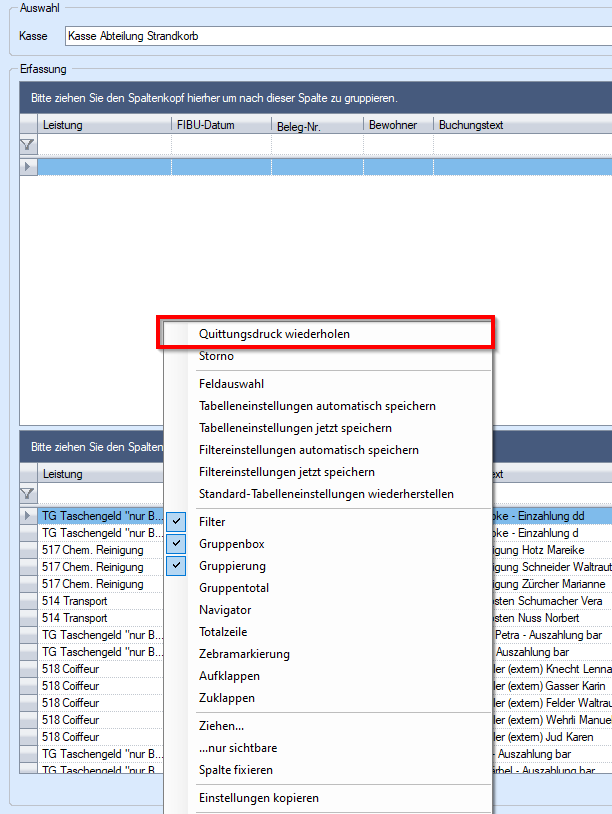 Auswahl
Kasse Kasse Abteilung Strandkorb
Erfassung
Bitte ziehen Sie den Spaltenkopf hierher um nach dieser Spalte zu gruppieren.
Leistung FIBU-Datum Beleg-Nr. Bewohner Buchungstext
Quittungsdruck wiederholen
Storno
Feldauswahl
Tabelleneinstellungen automatisch speichern
Tabelleneinstellungen jetzt speichern
Filtereinstellungen automatisch speichern
Filtereinstellungen jetzt speichern
Standard-Tabelleneinstellungen wiederherstellen
Filter
Gruppenbox
Gruppierung
Gruppentotal
Navigator
Totalzeile
Zebramarkierung
Aufklappen
Zuklappen
Ziehen...
...nur sichtbare
Spalte fixieren
Einstellungen kopieren
Bitte ziehen Sie den Spalten
Leistung ext
TG Taschengeld "nur B... oke - Einzahlung dd
TG Taschengeld "nur B... oke - Einzahlung d
517 Chem. Reinigung igung Hotz Mareike
517 Chem. Reinigung igung Schneider Waltraut
517 Chem. Reinigung igung Zürcher Marianne
514 Transport osten Schumacher Vera
514 Transport osten Nuss Norbert
TG Taschengeld "nur B... Petra - Auszahlung bar
TG Taschengeld "nur B... Auszahlung bar
518 Coiffeur ler (extern) Knecht Lenna
518 Coiffeur ler (extern) Gasser Karin
518 Coiffeur ler (extern) Felder Waltrau
518 Coiffeur ler (extern) Wehrli Manue
518 Coiffeur ler (extern) Jud Karen
TG Taschengeld "nur B... - Auszahlung bar
TG Taschengeld "nur B... ärbel - Auszahlung bar